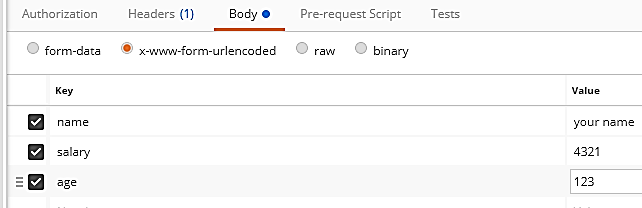 Authorization Headers (1) Body Pre-request Script Tests
form-data x-www-form-urlencoded raw binary
Key Value
name your name
salary 4321
age 123